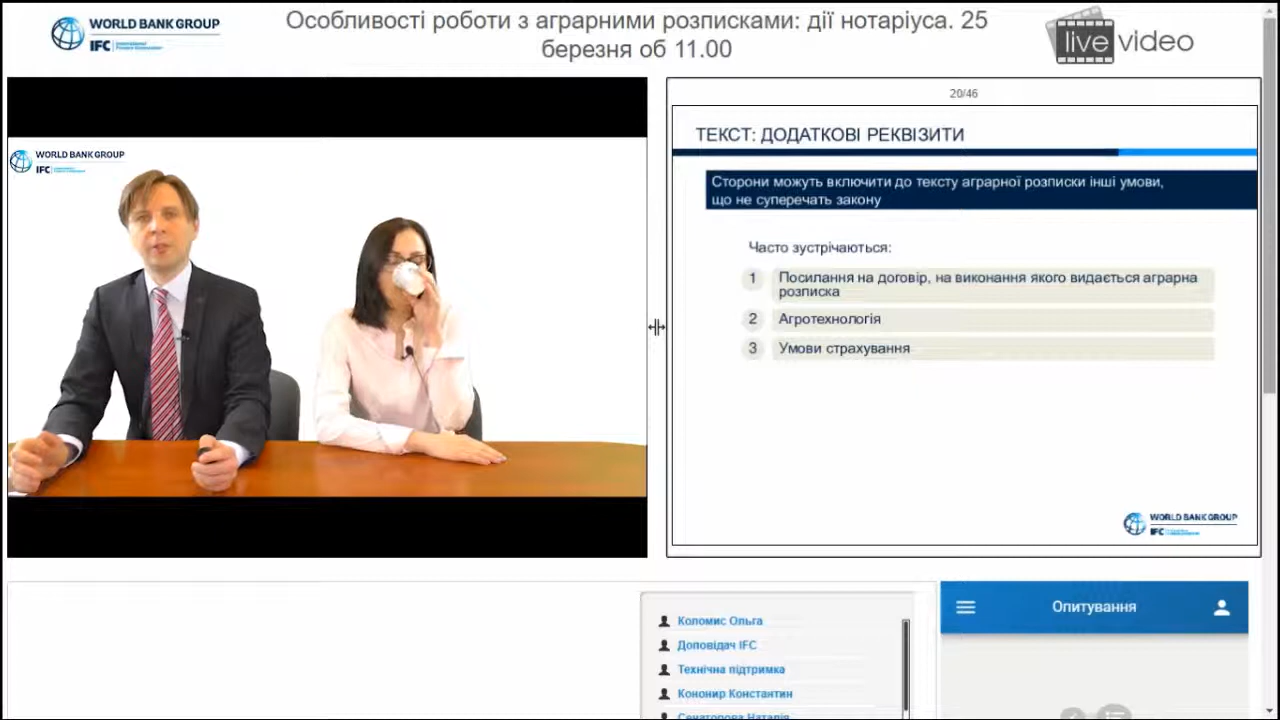 WORLD BANK GROUP
IFC
Особливості роботи з аграрними розписками: дії нотаріуса. 25
березня об 11.00
live video
WORLD BANK GROUP
IFC
20/46
ТЕКСТ: ДОДАТКОВІ РЕКВІЗИТИ
Сторони можуть включити до тексту аграрної розписки інші умови,
що не суперечать закону
Часто зустрічаються:
1 Посилання на договір, на виконання якого видається аграрна
розписка
2 Агротехнологія
3 Умови страхування
WORLD BANK GROUP
IFC
Коломис Ольга
Доповідач IFC
Технічна підтримка
Кононир Константин
Сенаторова Наталія
Опитування